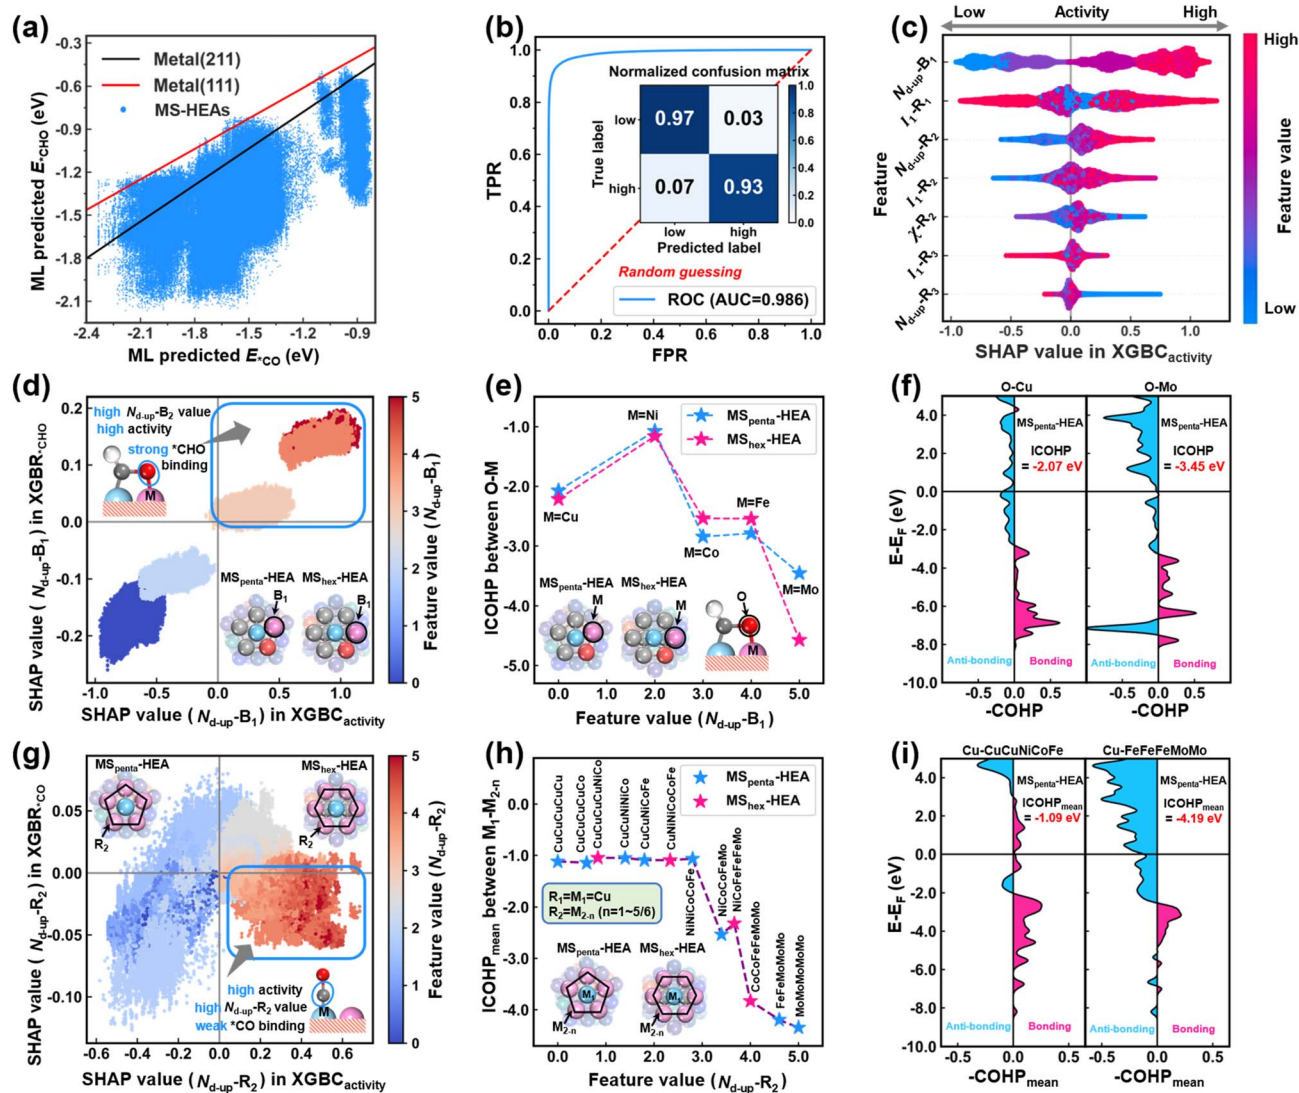 (a)
Metal(211)
Metal(111)
MS-HEAs
-0.3
-0.6
-0.9
-1.2
-1.5
-1.8
-2.1
-2.4 -2.1 -1.8 -1.5 -1.2 -0.9
ML predicted E*CHO (eV)
ML predicted E*CO (eV)
(b)
1.0
0.8
0.6
0.4
0.2
0.0
TPR
0.0 0.2 0.4 0.6 0.8 1.0
FPR
Normalized confusion matrix
True label
low
high
0.97 0.03
0.07 0.93
low high
Predicted label
1.0
0.8
0.6
0.4
0.2
0.0
Random guessing
ROC (AUC=0.986)
(c)
Low Activity High
Feature
Nd-up-B1
I1-R1
Nd-up-R2
I1-R2
χ-R2
I1-R3
Nd-up-R3
-1.0 -0.5 0.0 0.5 1.0
SHAP value in XGBCactivity
High
Feature value
Low
(d)
0.2
0.1
0.0
-0.1
-0.2
SHAP value (Nd-up-B1) in XGBR*CHO
high Nd-up-B2 value
high activity
strong *CHO
binding
M
MSpenta-HEA MShex-HEA
B1 B1
-1.0 -0.5 0.0 0.5 1.0
SHAP value (Nd-up-B1) in XGBCactivity
5
4
3
2
1
0
Feature value (Nd-up-B1)
(e)
-1.0
-2.0
-3.0
-4.0
-5.0
ICOHP between O-M
M=Ni
MSpenta-HEA
MShex-HEA
M=Cu
M=Co
M=Fe
M=Mo
MSpenta-HEA MShex-HEA
M M O
M
0.0 1.0 2.0 3.0 4.0 5.0
Feature value (Nd-up-B1)
(f)
O-Cu O-Mo
4.0
2.0
0.0
-2.0
-4.0
-6.0
-8.0
-10.0
E-EF (eV)
MSpenta-HEA
ICOHP
= -2.07 eV
MSpenta-HEA
ICOHP
= -3.45 eV
Anti-bonding Bonding
Anti-bonding Bonding
0.0 0.5 0.0 0.5
-COHP -COHP
(g)
0.05
0.00
-0.05
-0.10
SHAP value (Nd-up-R2) in XGBR*CO
MSpenta-HEA MShex-HEA
R2 R2
high activity
high Nd-up-R2 value
weak *CO binding
M
-0.6 -0.4 -0.2 0.0 0.2 0.4 0.6
SHAP value (Nd-up-R2) in XGBCactivity
5
4
3
2
1
0
Feature value (Nd-up-R2)
(h)
0.0
-1.0
-2.0
-3.0
-4.0
ICOHPmean between M1-M2-n
CuCuCuCuCu
CuCuCuCuCo
CuCuCuCuNiCo
CuCuNiNiCo
CuCuNiCoFe
CuNiNiCoCoFe
NiNiCoCoFe
NiCoCoFeMo
NiCoFeFeFeMo
CoCoFeFeMoMo
FeFeMoMoMo
MoMoMoMoMo
MSpenta-HEA
MShex-HEA
R1=M1=Cu
R2=M2-n (n=1~5/6)
MSpenta-HEA MShex-HEA
M1 M1
M2-n M2-n
0.0 1.0 2.0 3.0 4.0 5.0
Feature value (Nd-up-R2)
(i)
Cu-CuCuNiCoFe Cu-FeFeFeMoMo
4.0
2.0
0.0
-2.0
-4.0
-6.0
-8.0
-10.0
E-EF (eV)
MSpenta-HEA
ICOHPmean
= -1.09 eV
MSpenta-HEA
ICOHPmean
= -4.19 eV
Anti-bonding Bonding
Anti-bonding Bonding
0.0 0.5 0.0 0.5
-COHPmean -COHPmean